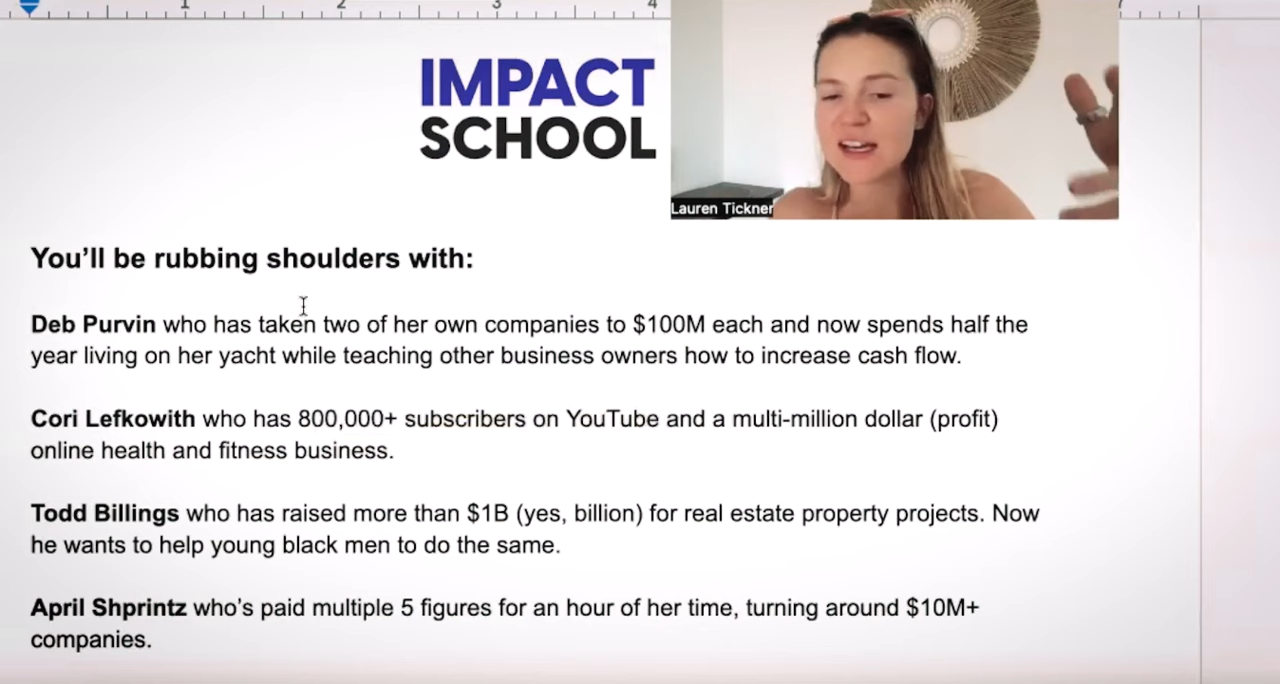 1
2
3
4
7
IMPACT
SCHOOL
Lauren Tickner
You’ll be rubbing shoulders with:
Deb Purvin who has taken two of her own companies to $100M each and now spends half the
year living on her yacht while teaching other business owners how to increase cash flow.
Cori Lefkowith who has 800,000+ subscribers on YouTube and a multi-million dollar (profit)
online health and fitness business.
Todd Billings who has raised more than $1B (yes, billion) for real estate property projects. Now
he wants to help young black men to do the same.
April Shprintz who’s paid multiple 5 figures for an hour of her time, turning around $10M+
companies.